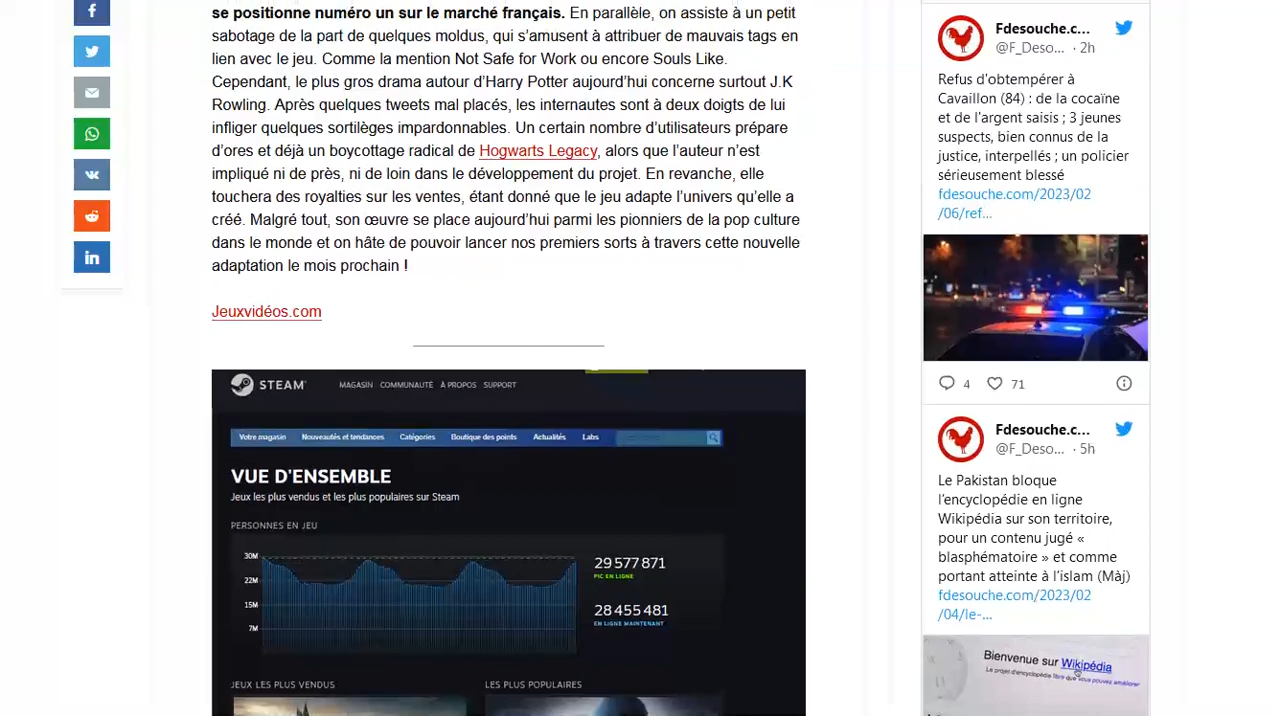 se positionne numéro un sur le marché français. En parallèle, on assiste à un petit
sabotage de la part de quelques moldus, qui s’amusent à attribuer de mauvais tags en
lien avec le jeu. Comme la mention Not Safe for Work ou encore Souls Like.
Cependant, le plus gros drama autour d’Harry Potter aujourd’hui concerne surtout J.K
Rowling. Après quelques tweets mal placés, les internautes sont à deux doigts de lui
infliger quelques sortilèges impardonnables. Un certain nombre d’utilisateurs prépare
d’ores et déjà un boycottage radical de Hogwarts Legacy, alors que l’auteur n’est
impliqué ni de près, ni de loin dans le développement du projet. En revanche, elle
touchera des royalties sur les ventes, étant donné que le jeu adapte l’univers qu’elle a
créé. Malgré tout, son œuvre se place aujourd’hui parmi les pionniers de la pop culture
dans le monde et on hâte de pouvoir lancer nos premiers sorts à travers cette nouvelle
adaptation le mois prochain !
Jeuxvidéos.com
STEAM
MAGASIN COMMUNAUTÉ À PROPOS SUPPORT
Votre magasin Nouveautés et tendances Catégories Boutique des points Actualités Labs
VUE D'ENSEMBLE
Jeux les plus vendus et les plus populaires sur Steam
PERSONNES EN JEU
30M
22M
15M
7M
29 577 871
PIC EN LIGNE
28 455 481
EN LIGNE MAINTENANT
JEUX LES PLUS VENDUS
LES PLUS POPULAIRES
Fdesouche.c...
@F_Deso... · 2h
Refus d'obtempérer à
Cavaillon (84) : de la cocaïne
et de l'argent saisis ; 3 jeunes
suspects, bien connus de la
justice, interpellés ; un policier
sérieusement blessé
fdesouche.com/2023/02
/06/ref...
4 71
Fdesouche.c...
@F_Deso... · 5h
Le Pakistan bloque
l’encyclopédie en ligne
Wikipédia sur son territoire,
pour un contenu jugé «
blasphématoire » et comme
portant atteinte à l’islam (Màj)
fdesouche.com/2023/02
/04/le-...
Bienvenue sur Wikipédia
Le projet d'encyclopédie libre que vous pouvez améliorer